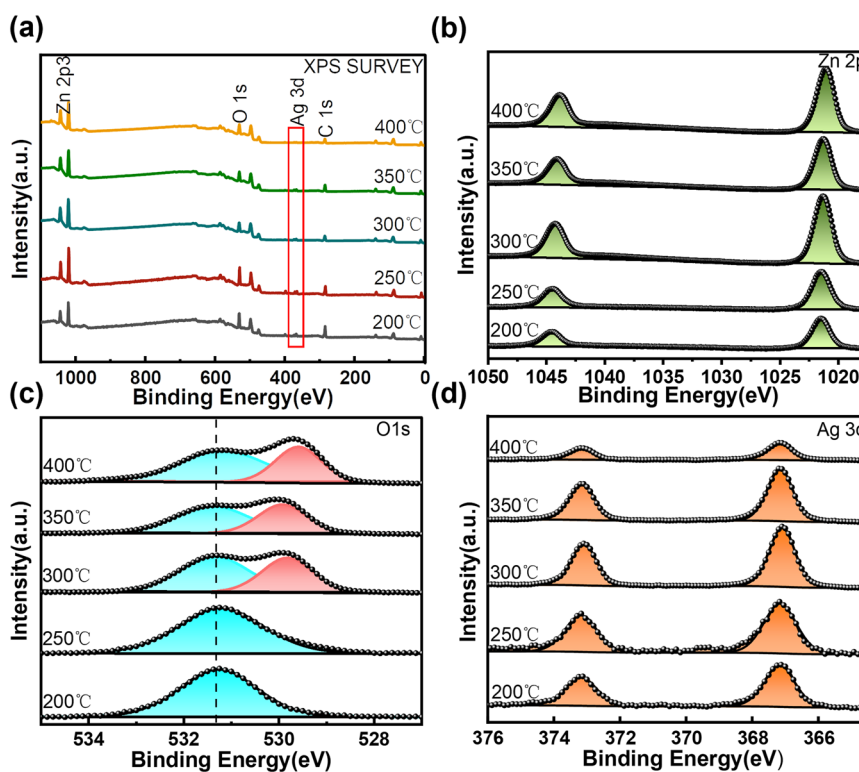 (a)
XPS SURVEY
Zn 2p3
O 1s
Ag 3d
C 1s
400℃
350℃
300℃
250℃
200℃
Intensity(a.u.)
1000 800 600 400 200 0
Binding Energy(eV)
(b)
Zn 2p
400℃
350℃
300℃
250℃
200℃
Intensity(a.u.)
1050 1045 1040 1035 1030 1025 1020
Binding Energy(eV)
(c)
O1s
400℃
350℃
300℃
250℃
200℃
Intensity(a.u.)
534 532 530 528
Binding Energy(eV)
(d)
Ag 3d
400℃
350℃
300℃
250℃
200℃
Intensity(a.u.)
376 374 372 370 368 366
Binding Energy(eV)